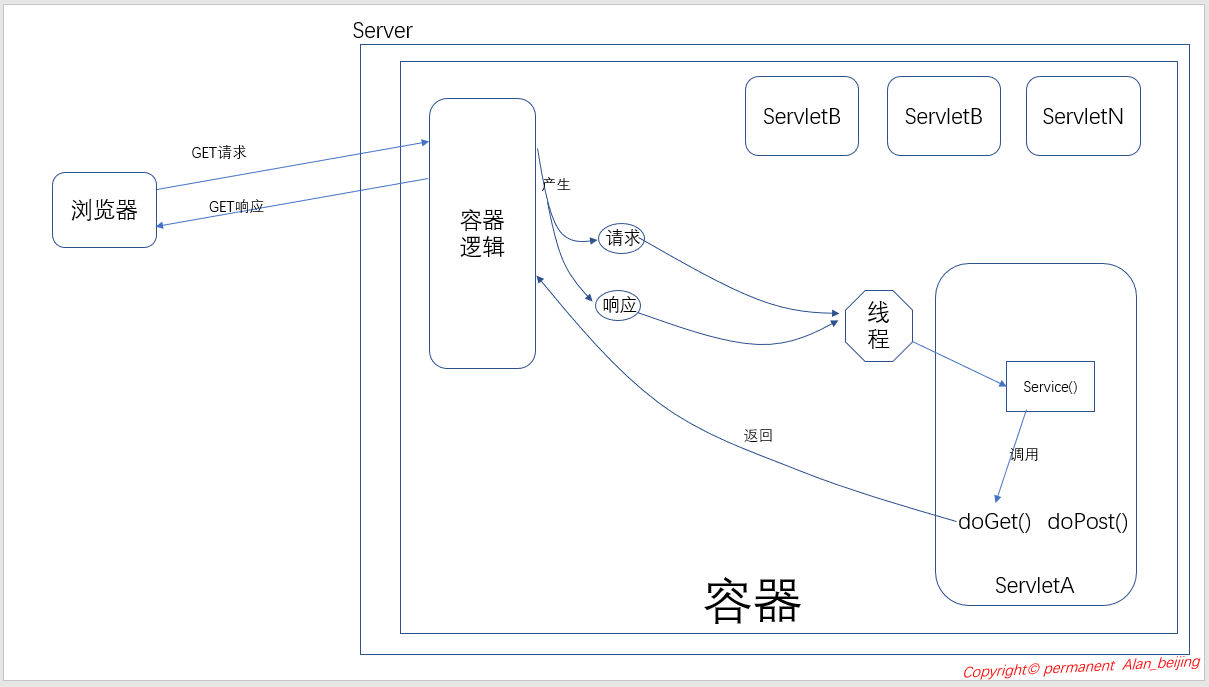 Server
ServletB
ServletB
ServletN
GET请求
浏览器
GET响应
容器
逻辑
产生
请求
响应
线
程
Service()
调用
返回
doGet() doPost()
ServletA
容器
Copyright© permanent Alan_beijing